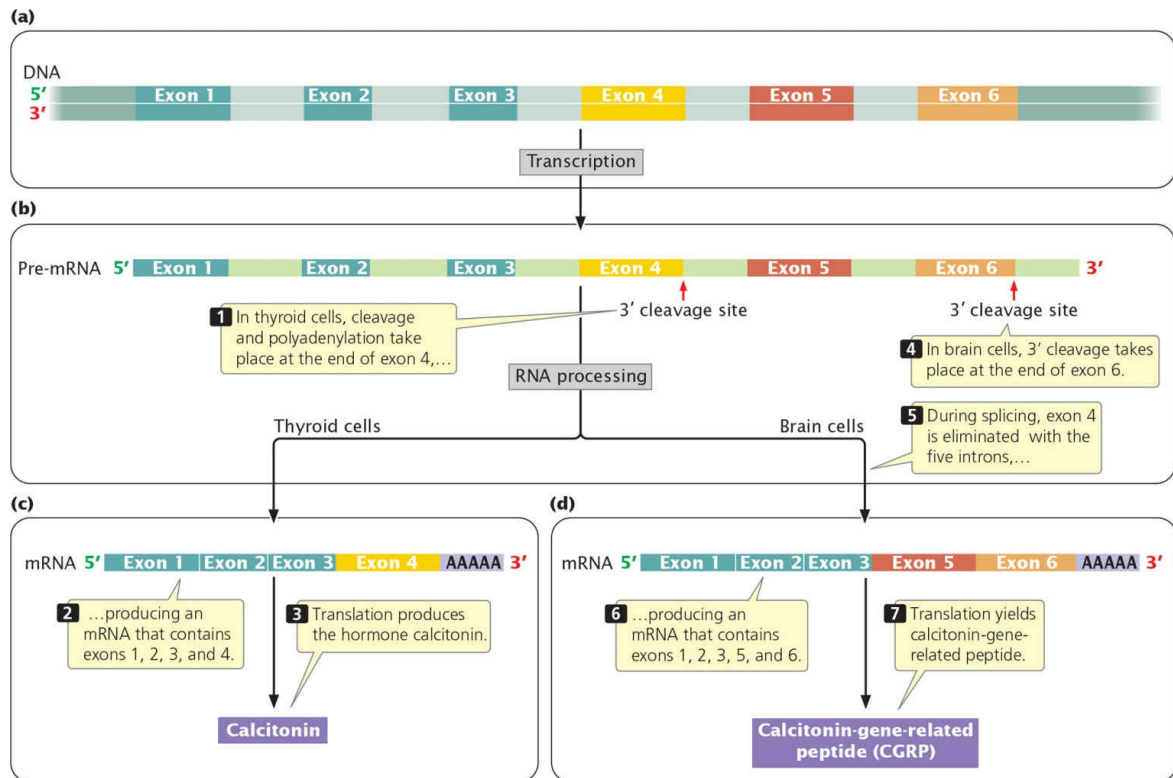 (a)
DNA
5′
3′
Exon 1 Exon 2 Exon 3 Exon 4 Exon 5 Exon 6
Transcription
(b)
Pre-mRNA 5′ Exon 1 Exon 2 Exon 3 Exon 4 Exon 5 Exon 6 3′
3′ cleavage site
3′ cleavage site
1 In thyroid cells, cleavage
and polyadenylation take
place at the end of exon 4,…
4 In brain cells, 3′ cleavage takes
place at the end of exon 6.
RNA processing
Thyroid cells
Brain cells
5 During splicing, exon 4
is eliminated with the
five introns,…
(c)
mRNA 5′ Exon 1 Exon 2 Exon 3 Exon 4 AAAAA 3′
2 …producing an
mRNA that contains
exons 1, 2, 3, and 4.
3 Translation produces
the hormone calcitonin.
Calcitonin
(d)
mRNA 5′ Exon 1 Exon 2 Exon 3 Exon 5 Exon 6 AAAAA 3′
6 …producing an
mRNA that contains
exons 1, 2, 3, 5, and 6.
7 Translation yields
calcitonin-gene-
related peptide.
Calcitonin-gene-related
peptide (CGRP)